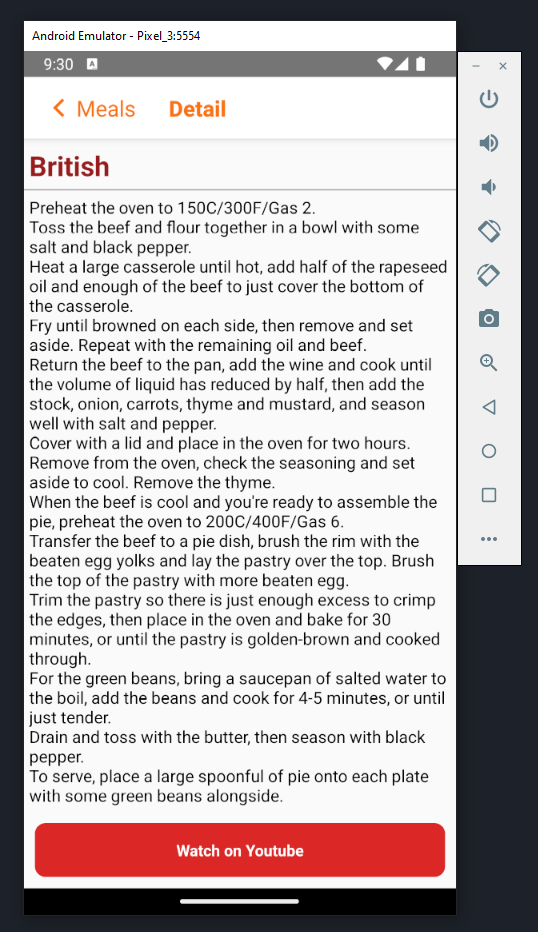 Android Emulator - Pixel_3:5554
9:30 A
Meals Detail
British
Preheat the oven to 150C/300F/Gas 2.
Toss the beef and flour together in a bowl with some
salt and black pepper.
Heat a large casserole until hot, add half of the rapeseed
oil and enough of the beef to just cover the bottom of
the casserole.
Fry until browned on each side, then remove and set
aside. Repeat with the remaining oil and beef.
Return the beef to the pan, add the wine and cook until
the volume of liquid has reduced by half, then add the
stock, onion, carrots, thyme and mustard, and season
well with salt and pepper.
Cover with a lid and place in the oven for two hours.
Remove from the oven, check the seasoning and set
aside to cool. Remove the thyme.
When the beef is cool and you're ready to assemble the
pie, preheat the oven to 200C/400F/Gas 6.
Transfer the beef to a pie dish, brush the rim with the
beaten egg yolks and lay the pastry over the top. Brush
the top of the pastry with more beaten egg.
Trim the pastry so there is just enough excess to crimp
the edges, then place in the oven and bake for 30
minutes, or until the pastry is golden-brown and cooked
through.
For the green beans, bring a saucepan of salted water to
the boil, add the beans and cook for 4-5 minutes, or until
just tender.
Drain and toss with the butter, then season with black
pepper.
To serve, place a large spoonful of pie onto each plate
with some green beans alongside.
Watch on Youtube